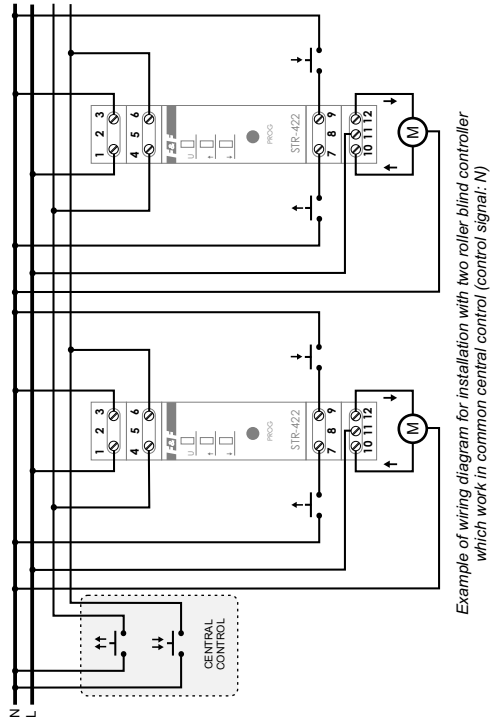 N
L
CENTRAL
CONTROL
1 2 3
4 5 6
F&F
U ↑ ↓
PROG
STR-422
7 8 9
10 11 12
M
1 2 3
4 5 6
F&F
U ↑ ↓
PROG
STR-422
7 8 9
10 11 12
M
Example of wiring diagram for installation with two roller blind controller
which work in common central control (control signal: N)